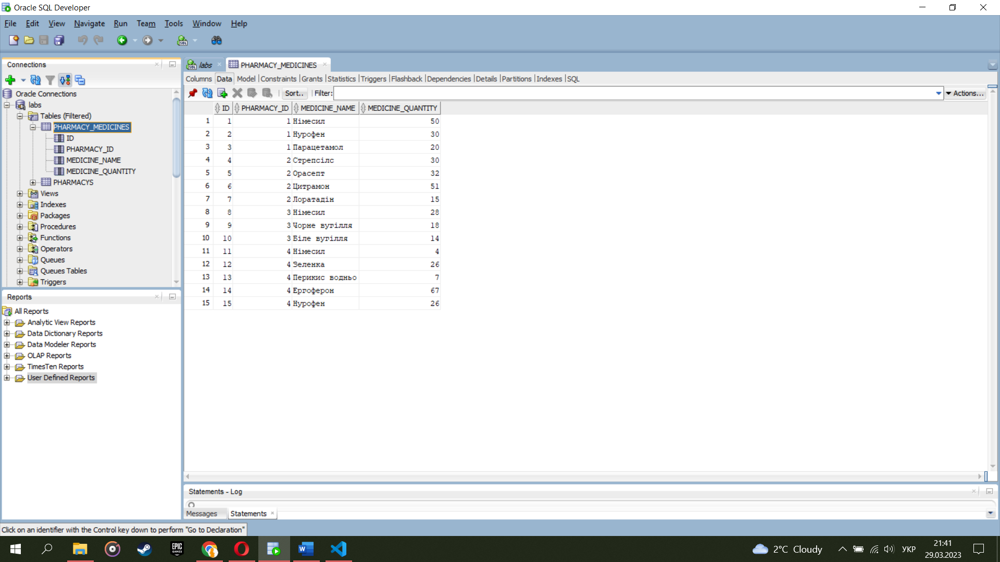 Oracle SQL Developer
File Edit View Navigate Run Team Tools Window Help
Connections
Oracle Connections
labs
Tables (Filtered)
PHARMACY_MEDICINES
ID
PHARMACY_ID
MEDICINE_NAME
MEDICINE_QUANTITY
PHARMACYS
Views
Indexes
Packages
Procedures
Functions
Operators
Queues
Queues Tables
Triggers
Reports
All Reports
Analytic View Reports
Data Dictionary Reports
Data Modeler Reports
OLAP Reports
TimesTen Reports
User Defined Reports
labs PHARMACY_MEDICINES
Columns Data Model Constraints Grants Statistics Triggers Flashback Dependencies Details Partitions Indexes SQL
Sort.. Filter: Actions...
ID PHARMACY_ID MEDICINE_NAME MEDICINE_QUANTITY
1 1 1 Німесил 50
2 2 1 Нурофен 30
3 3 1 Парацетамол 20
4 4 2 Стрепсілс 30
5 5 2 Орасепт 32
6 6 2 Цитрамон 51
7 7 2 Лоратадін 15
8 8 3 Німесил 28
9 9 3 Чорне вугілля 18
10 10 3 Біле вугілля 14
11 11 4 Німесил 4
12 12 4 Зеленка 26
13 13 4 Перикис водньо 7
14 14 4 Ергоферон 67
15 15 4 Нурофен 26
Statements - Log
Messages Statements
Click on an identifier with the Control key down to perform "Go to Declaration"
SQL
EPIC GAMES
W
2°C Cloudy
УКР
21:41
29.03.2023